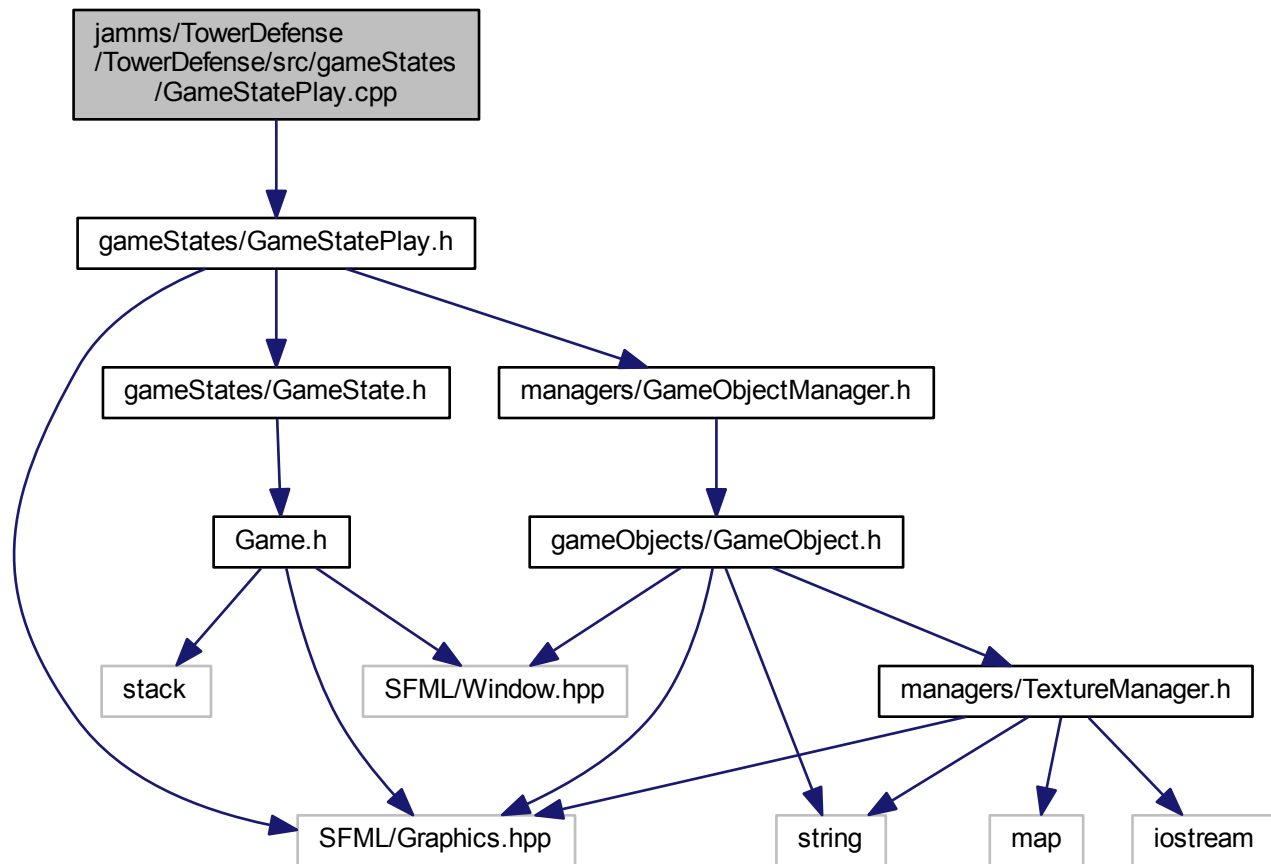 jamms/TowerDefense
/TowerDefense/src/gameStates
/GameStatePlay.cpp
gameStates/GameStatePlay.h
gameStates/GameState.h
managers/GameObjectManager.h
Game.h
gameObjects/GameObject.h
stack
SFML/Window.hpp
managers/TextureManager.h
SFML/Graphics.hpp
string
map
iostream